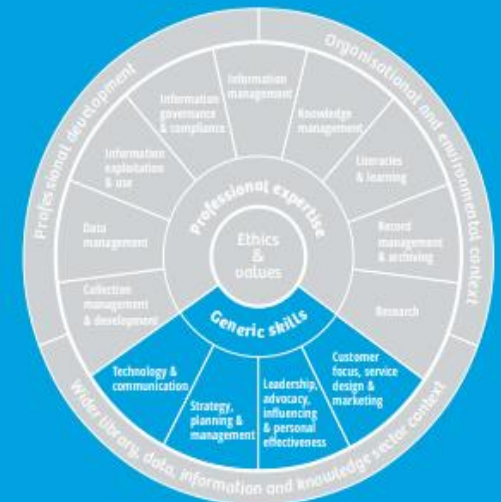 Professional development
Organisational and environmental context
Wider library, data, information and knowledge sector context
Information
management
Information
governance
& compliance
Knowledge
management
Information
exploitation
& use
Literacies
& learning
Data
management
Record
management
& archiving
Collection
management
& development
Research
Professional expertise
Ethics
&
values
Generic skills
Technology &
communication
Strategy,
planning &
management
Leadership,
advocacy,
influencing
& personal
effectiveness
Customer
focus, service
design &
marketing